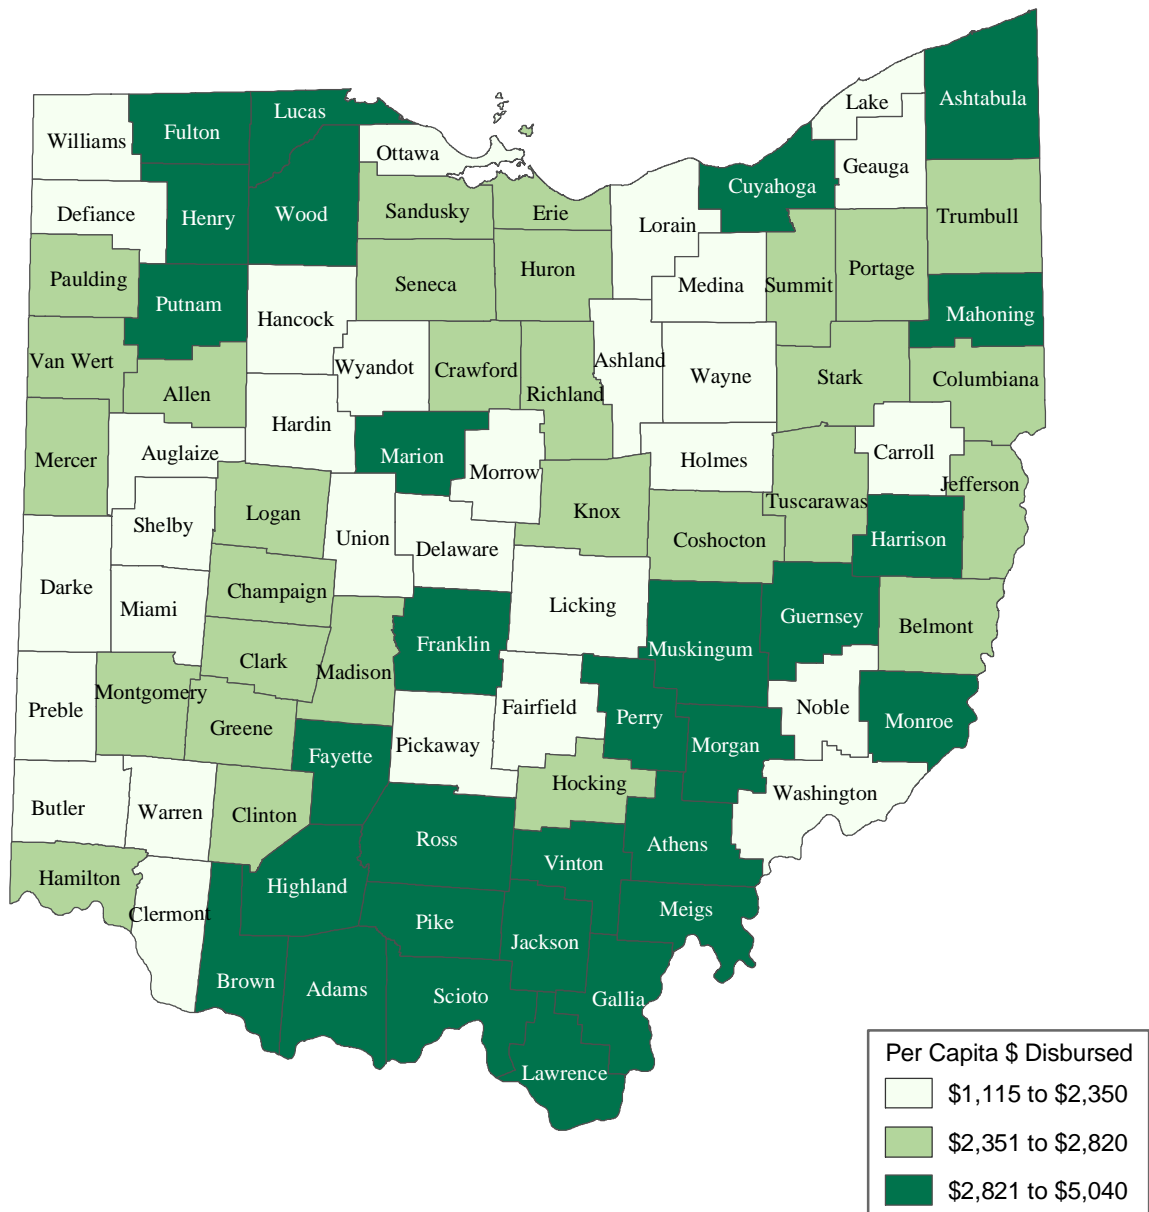 Lake
Ashtabula
Lucas
Fulton
Williams
Ottawa
Geauga
Cuyahoga
Defiance
Henry
Wood
Sandusky
Erie
Trumbull
Lorain
Paulding
Putnam
Seneca
Huron
Medina
Summit
Portage
Hancock
Mahoning
Van Wert
Wyandot
Crawford
Ashland
Wayne
Stark
Columbiana
Allen
Richland
Hardin
Mercer
Auglaize
Marion
Morrow
Holmes
Carroll
Jefferson
Logan
Shelby
Knox
Tuscarawas
Union
Delaware
Coshocton
Harrison
Darke
Champaign
Miami
Licking
Guernsey
Belmont
Franklin
Muskingum
Clark
Madison
Montgomery
Preble
Greene
Fairfield
Perry
Noble
Monroe
Pickaway
Morgan
Fayette
Hocking
Washington
Butler
Warren
Clinton
Ross
Athens
Vinton
Hamilton
Highland
Clermont
Pike
Meigs
Jackson
Brown
Adams
Scioto
Gallia
Lawrence
Per Capita $ Disbursed
$1,115 to $2,350
$2,351 to $2,820
$2,821 to $5,040